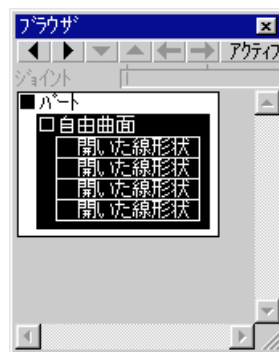 ブラウザ
アクティブ
ジョイント
パート
自由曲面
開いた線形状
開いた線形状
開いた線形状
開いた線形状